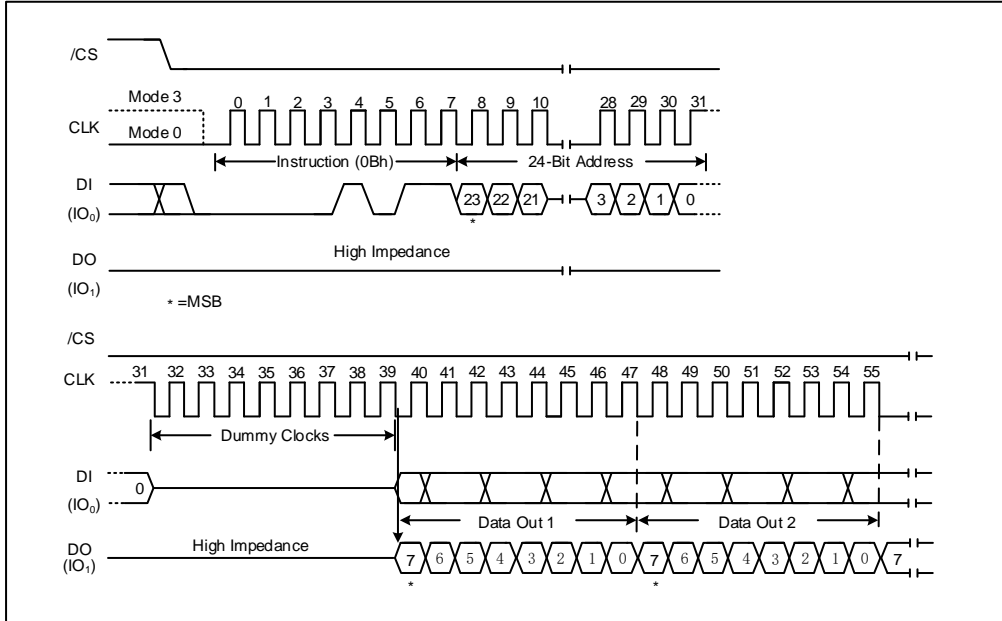 /CS
Mode 3
0 1 2 3 4 5 6 7 8 9 10 28 29 30 31
CLK
Mode 0
Instruction (0Bh) 24-Bit Address
DI
(IO₀)
23 22 21 3 2 1 0
*
DO
(IO₁)
High Impedance
* =MSB
/CS
31 32 33 34 35 36 37 38 39 40 41 42 43 44 45 46 47 48 49 50 51 52 53 54 55
CLK
Dummy Clocks
DI
(IO₀)
0
Data Out 1 Data Out 2
DO
(IO₁)
High Impedance
7 6 5 4 3 2 1 0 7 6 5 4 3 2 1 0 7
* *